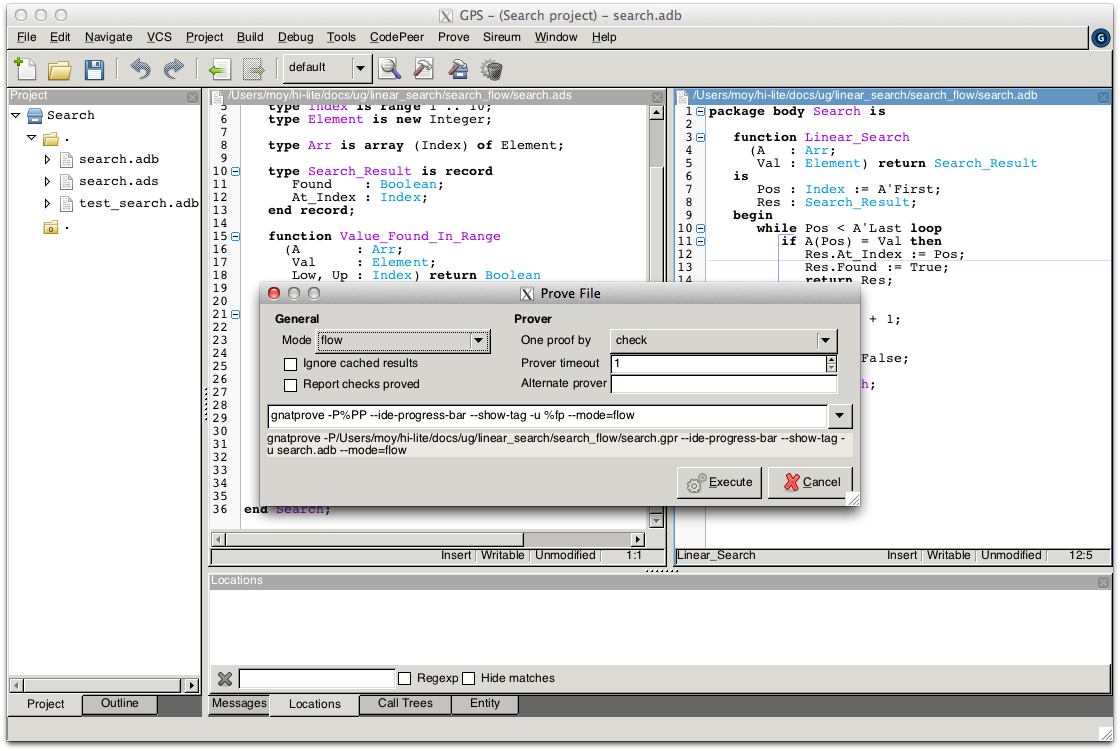 GPS – (Search project) – search.adb
File Edit Navigate VCS Project Build Debug Tools CodePeer Prove Sireum Window Help
default
Project
Search
.
search.adb
search.ads
test_search.adb
.
Project Outline
/Users/moy/hi-lite/docs/ug/linear_search/search_flow/search.ads
5 type Index is range 1 .. 10;
6 type Element is new Integer;
7
8 type Arr is array (Index) of Element;
9
10 type Search_Result is record
11 Found : Boolean;
12 At_Index : Index;
13 end record;
14
15 function Value_Found_In_Range
16 (A : Arr;
17 Val : Element;
18 Low, Up : Index) return Boolean
19
20
21
22
23
24
25
26
27
28
29
30
31
32
33
34
35
36 end Search;
Insert Writable Unmodified 1:1
/Users/moy/hi-lite/docs/ug/linear_search/search_flow/search.adb
1 package body Search is
2
3 function Linear_Search
4 (A : Arr;
5 Val : Element) return Search_Result
6 is
7 Pos : Index := A'First;
8 Res : Search_Result;
9 begin
10 while Pos < A'Last loop
11 if A(Pos) = Val then
12 Res.At_Index := Pos;
13 Res.Found := True;
14 return Res;
+ 1;
False;
h;
Linear_Search Insert Writable Unmodified 12:5
Prove File
General
Mode flow
Ignore cached results
Report checks proved
Prover
One proof by check
Prover timeout 1
Alternate prover
gnatprove -P%PP --ide-progress-bar --show-tag -u %fp --mode=flow
gnatprove -P/Users/moy/hi-lite/docs/ug/linear_search/search_flow/search.gpr --ide-progress-bar --show-tag -
u search.adb --mode=flow
Execute Cancel
Locations
Regexp Hide matches
Messages Locations Call Trees Entity